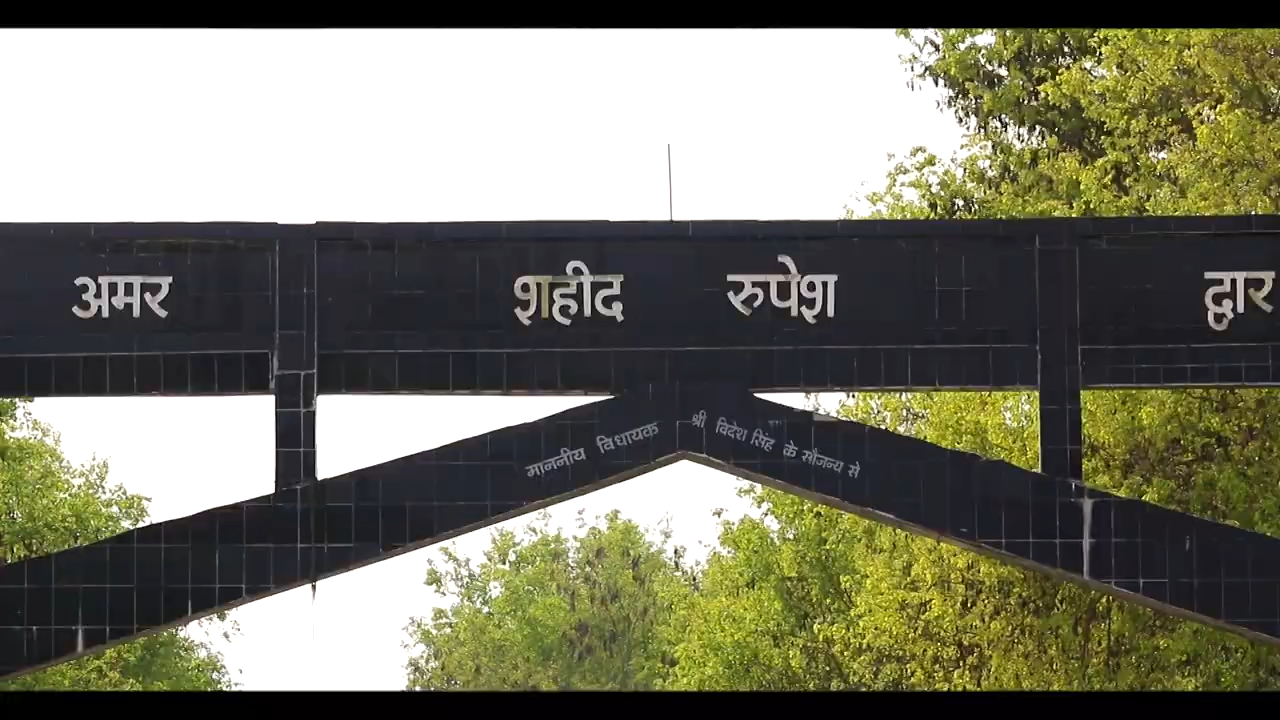 अमर शहीद रुपेश द्वार
माननीय विधायक श्री विदेश सिंह के सौजन्य से